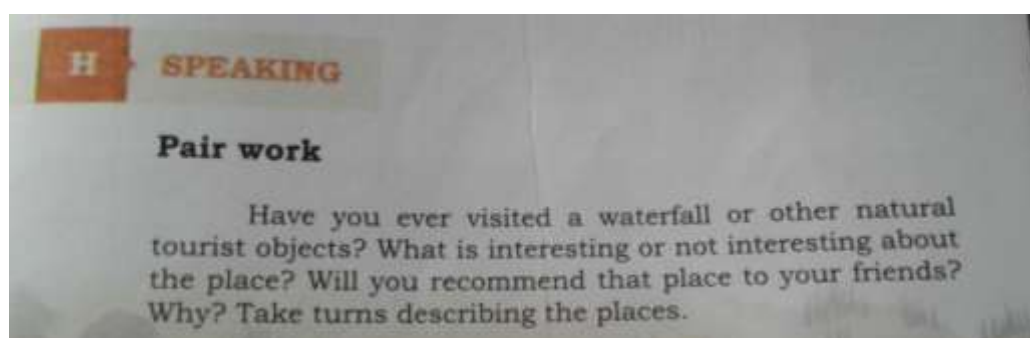 H SPEAKING
Pair work
Have you ever visited a waterfall or other natural
tourist objects? What is interesting or not interesting about
the place? Will you recommend that place to your friends?
Why? Take turns describing the places.